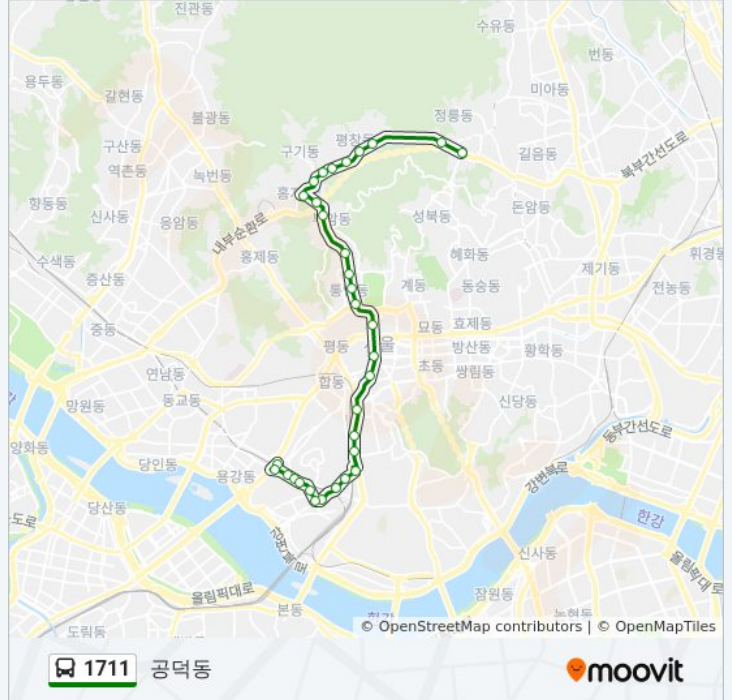 진관동
수유동
용두동
갈현동
번동
미아동
불광동
정릉동
구산동
구기동
평창동
길음동
북부간선도로
역촌동
녹번동
향동동
신사동
응암동
성북동
돈암동
내부순환로
수색동
홍제동
혜화동
제기동
휘경동
증산동
계동
동숭동
전농동
중동
묘동
효제동
평동
서울
방산동
황학동
연남동
합동
초동
쌍림동
동교동
망원동
신당동
동부간선도로
양화동
당인동
용강동
강변북로
당산동
한강
강변북로
신사동
올림픽대로
올림픽대로
잠원동
본동
한강
도림동
© OpenStreetMap contributors | © OpenMapTiles
1711 공덕동
moovit